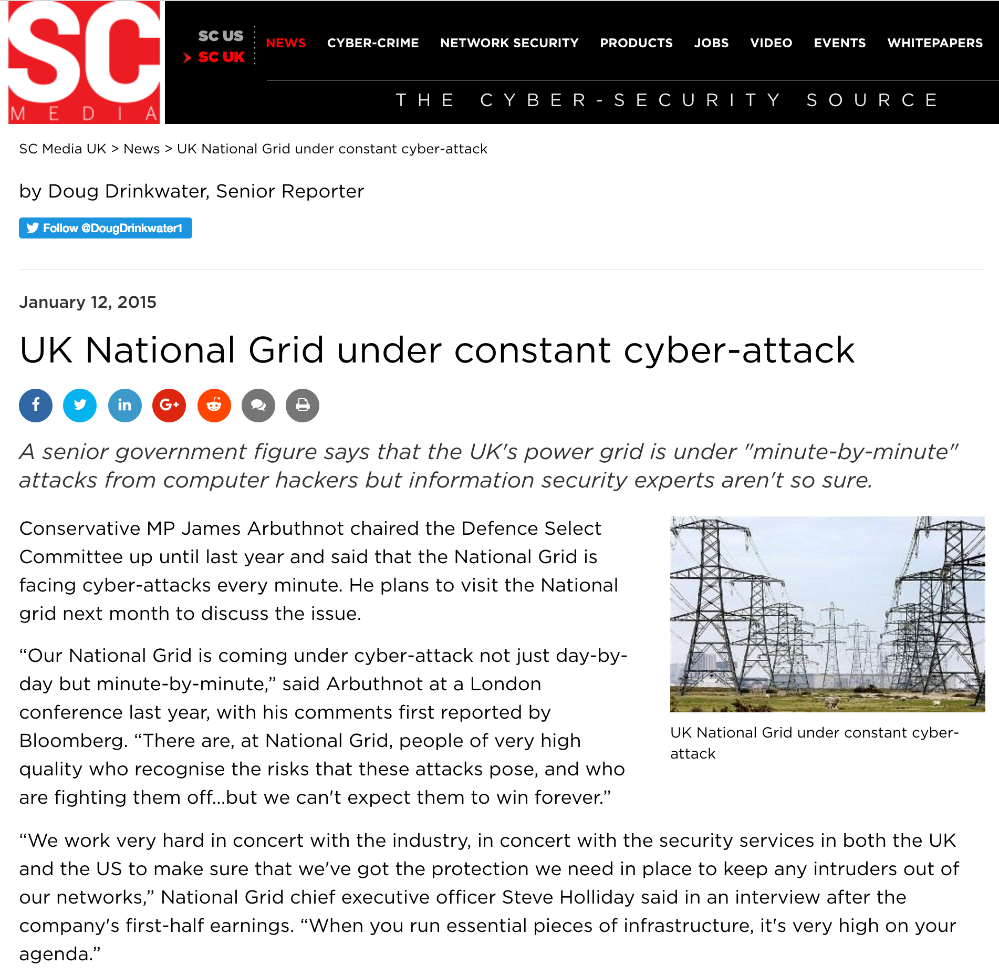 SC
MEDIA
SC US
SC UK
NEWS CYBER-CRIME NETWORK SECURITY PRODUCTS JOBS VIDEO EVENTS WHITEPAPERS
THE CYBER-SECURITY SOURCE
SC Media UK > News > UK National Grid under constant cyber-attack
by Doug Drinkwater, Senior Reporter
Follow @DougDrinkwater1
January 12, 2015
UK National Grid under constant cyber-attack
f in G+
A senior government figure says that the UK's power grid is under "minute-by-minute"
attacks from computer hackers but information security experts aren't so sure.
Conservative MP James Arbuthnot chaired the Defence Select
Committee up until last year and said that the National Grid is
facing cyber-attacks every minute. He plans to visit the National
grid next month to discuss the issue.
“Our National Grid is coming under cyber-attack not just day-by-
day but minute-by-minute,” said Arbuthnot at a London
conference last year, with his comments first reported by
Bloomberg. “There are, at National Grid, people of very high
quality who recognise the risks that these attacks pose, and who
are fighting them off...but we can't expect them to win forever.”
UK National Grid under constant cyber-
attack
“We work very hard in concert with the industry, in concert with the security services in both the UK
and the US to make sure that we've got the protection we need in place to keep any intruders out of
our networks,” National Grid chief executive officer Steve Holliday said in an interview after the
company's first-half earnings. “When you run essential pieces of infrastructure, it's very high on your
agenda.”